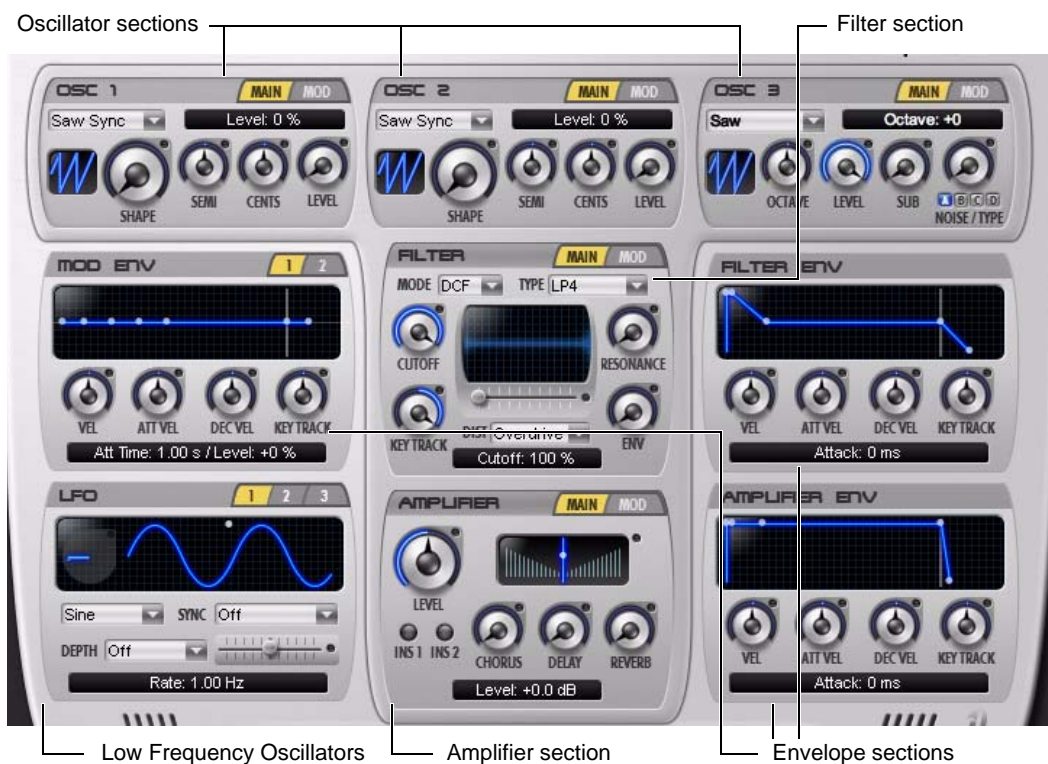 Oscillator sections
Filter section
OSC 1
MAIN MOD
Saw Sync
Level: 0 %
SHAPE
SEMI
CENTS
LEVEL
OSC 2
MAIN MOD
Saw Sync
Level: 0 %
SHAPE
SEMI
CENTS
LEVEL
OSC 3
MAIN MOD
Saw
Octave: +0
OCTAVE
LEVEL
SUB
A B C D
NOISE / TYPE
MOD ENV
1 2
VEL
ATT VEL
DEC VEL
KEY TRACK
Att Time: 1.00 s / Level: +0 %
FILTER
MAIN MOD
MODE DCF
TYPE LP4
CUTOFF
RESONANCE
KEY TRACK
DIST Overdrive
ENV
Cutoff: 100 %
FILTER ENV
VEL
ATT VEL
DEC VEL
KEY TRACK
Attack: 0 ms
LFO
1 2 3
Sine
SYNC Off
DEPTH Off
Rate: 1.00 Hz
AMPLIFIER
MAIN MOD
LEVEL
INS 1 INS 2
CHORUS
DELAY
REVERB
Level: +0.0 dB
AMPLIFIER ENV
VEL
ATT VEL
DEC VEL
KEY TRACK
Attack: 0 ms
Low Frequency Oscillators
Amplifier section
Envelope sections